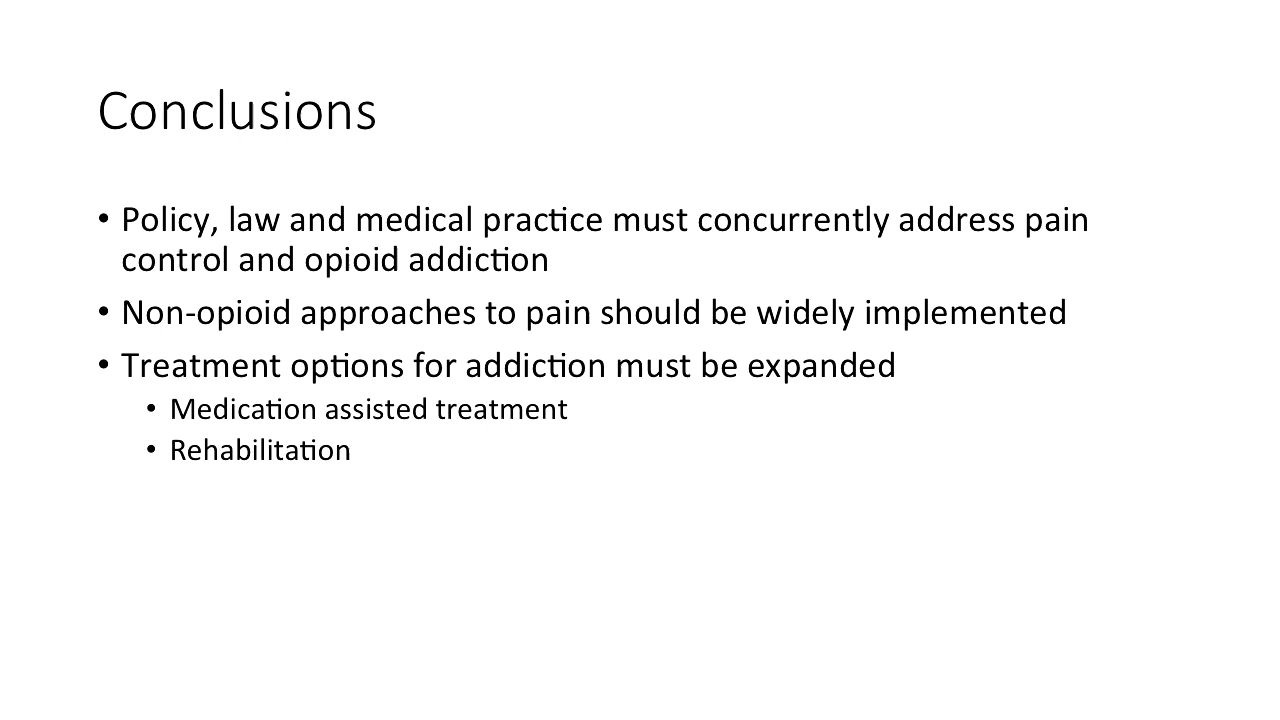 Conclusions
• Policy, law and medical practice must concurrently address pain
control and opioid addiction
• Non-opioid approaches to pain should be widely implemented
• Treatment options for addiction must be expanded
• Medication assisted treatment
• Rehabilitation